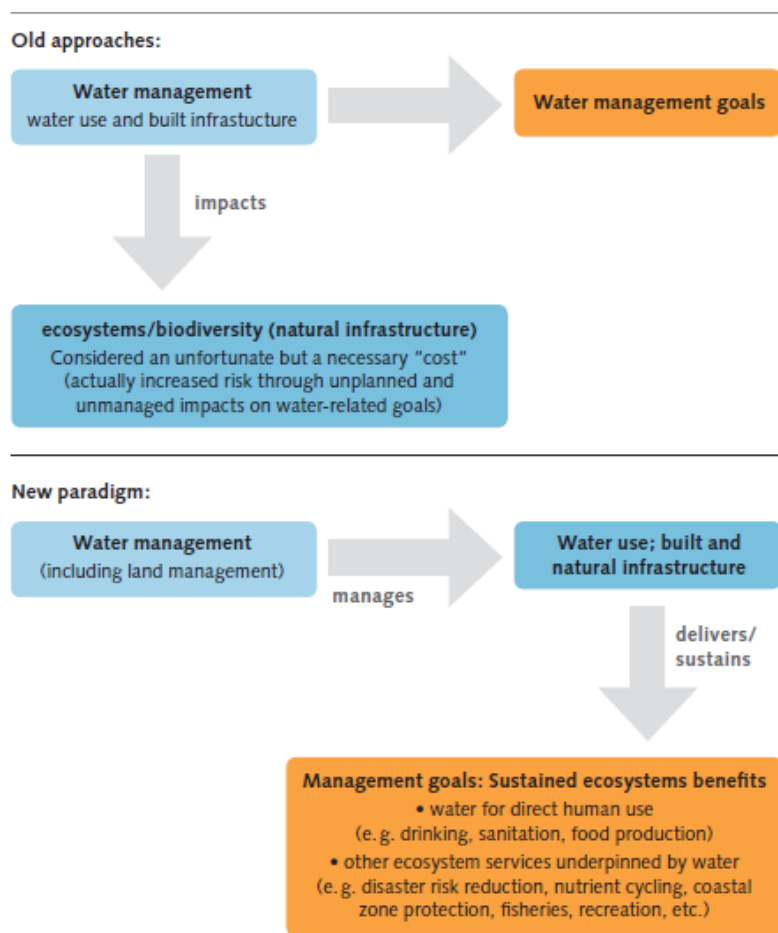 Old approaches:
Water management
water use and built infrastucture
Water management goals
impacts
ecosystems/biodiversity (natural infrastructure)
Considered an unfortunate but a necessary “cost”
(actually increased risk through unplanned and
unmanaged impacts on water-related goals)
New paradigm:
Water management
(including land management)
manages
Water use; built and
natural infrastructure
delivers/
sustains
Management goals: Sustained ecosystems benefits
• water for direct human use
(e. g. drinking, sanitation, food production)
• other ecosystem services underpinned by water
(e. g. disaster risk reduction, nutrient cycling, coastal
zone protection, fisheries, recreation, etc.)